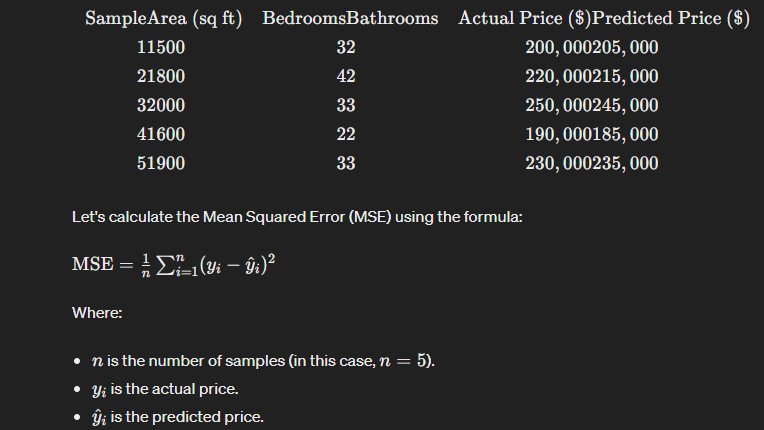 SampleArea (sq ft) BedroomsBathrooms Actual Price ($)Predicted Price ($)
11500 32 200,000205,000
21800 42 220,000215,000
32000 33 250,000245,000
41600 22 190,000185,000
51900 33 230,000235,000
Let's calculate the Mean Squared Error (MSE) using the formula:
MSE = \frac{1}{n} \sum_{i=1}^{n} (y_i - \hat{y}_i)^2
Where:
• n is the number of samples (in this case, n = 5).
• y_i is the actual price.
• \hat{y}_i is the predicted price.